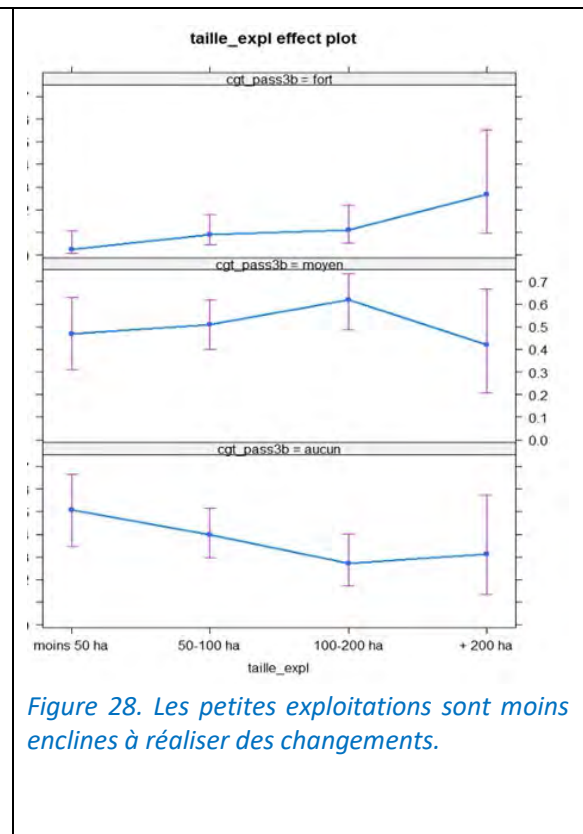 taille_expl effect plot
cgt_pass3b = fort
cgt_pass3b = moyen
0.7
0.6
0.5
0.4
0.3
0.2
0.1
0.0
cgt_pass3b = aucun
moins 50 ha 50-100 ha 100-200 ha + 200 ha
taille_expl
Figure 28. Les petites exploitations sont moins
enclines à réaliser des changements.